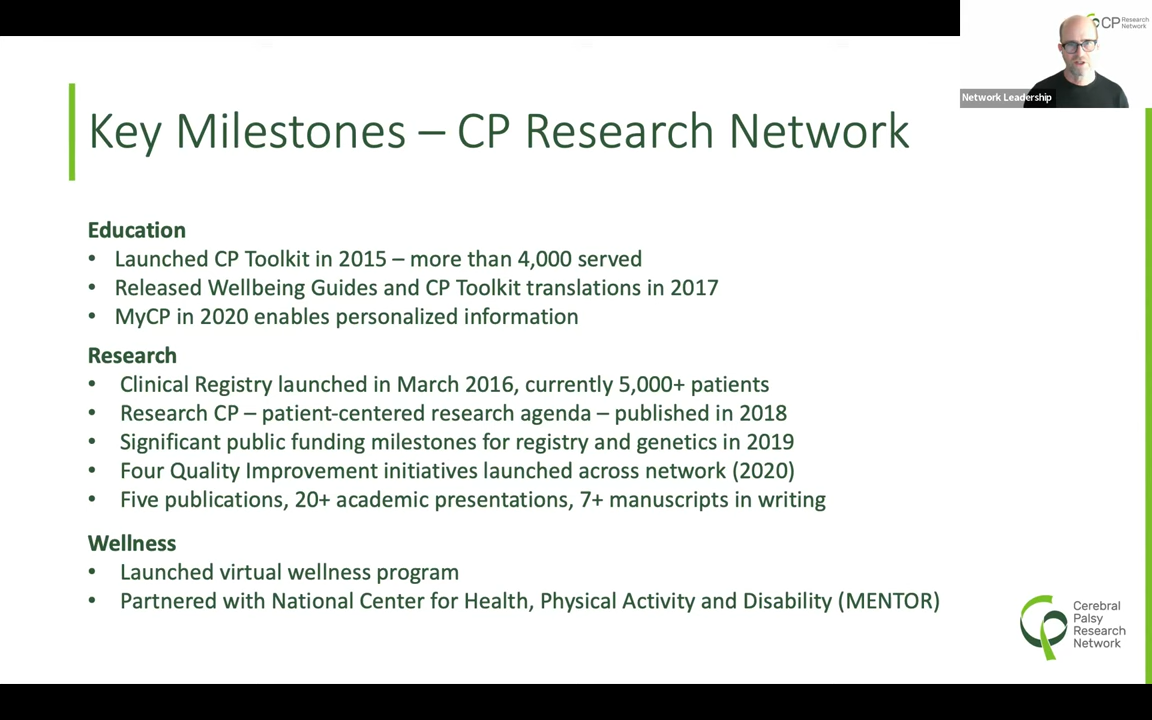 CP Research
Network
Network Leadership
Key Milestones – CP Research Network
Education
• Launched CP Toolkit in 2015 – more than 4,000 served
• Released Wellbeing Guides and CP Toolkit translations in 2017
• MyCP in 2020 enables personalized information
Research
• Clinical Registry launched in March 2016, currently 5,000+ patients
• Research CP – patient-centered research agenda – published in 2018
• Significant public funding milestones for registry and genetics in 2019
• Four Quality Improvement initiatives launched across network (2020)
• Five publications, 20+ academic presentations, 7+ manuscripts in writing
Wellness
• Launched virtual wellness program
• Partnered with National Center for Health, Physical Activity and Disability (MENTOR)
Cerebral
Palsy
Research
Network